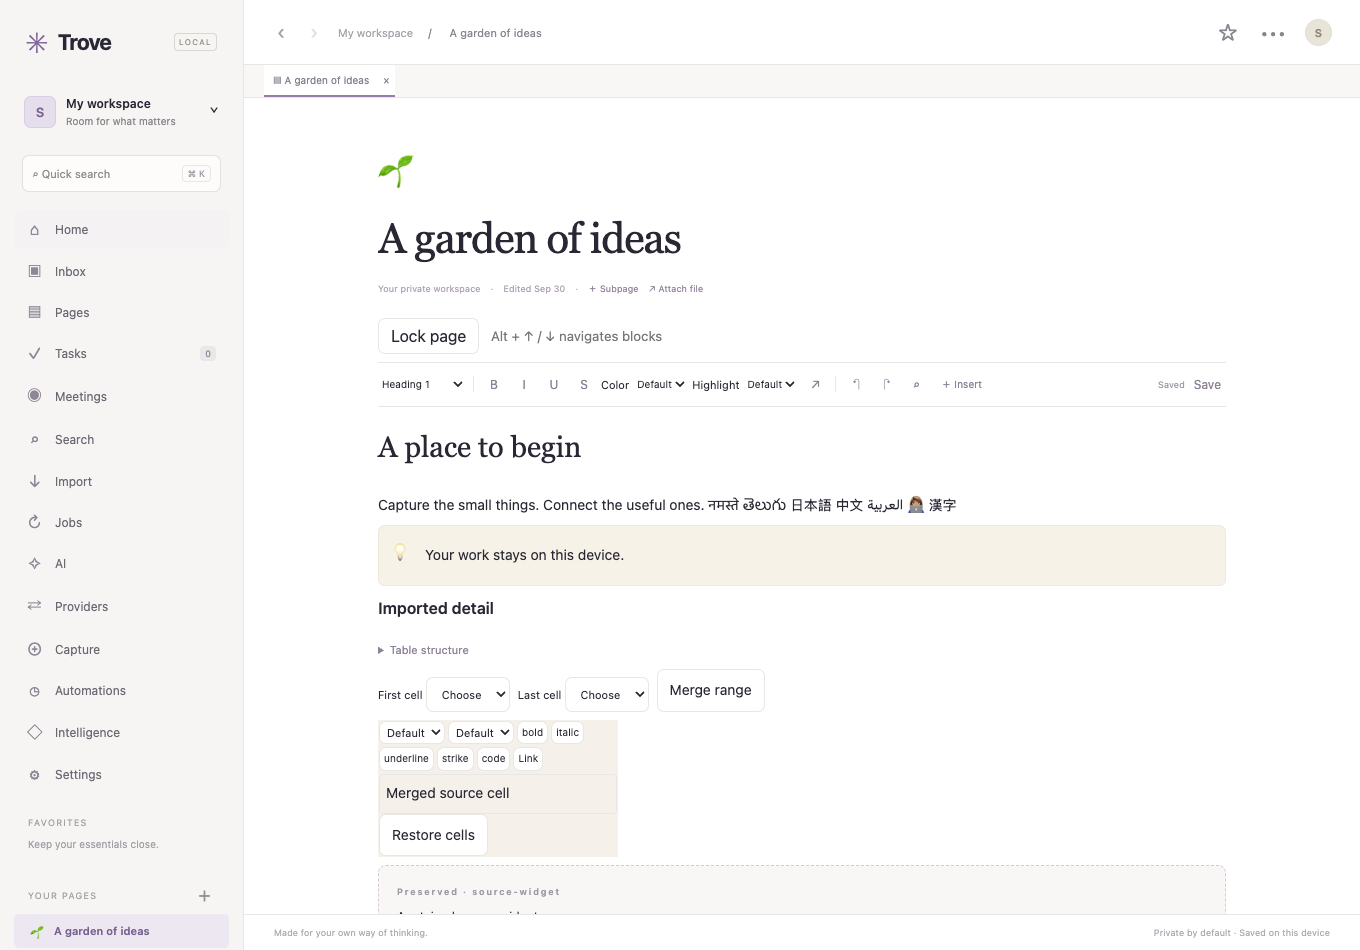 Trove
LOCAL
S
My workspace
Room for what matters
Quick search
⌘ K
Home
Inbox
Pages
Tasks
0
Meetings
Search
Import
Jobs
AI
Providers
Capture
Automations
Intelligence
Settings
FAVORITES
Keep your essentials close.
YOUR PAGES
+
🌱 A garden of ideas
My workspace / A garden of ideas
S
A garden of ideas ×
🌱
A garden of ideas
Your private workspace · Edited Sep 30 · + Subpage ↗ Attach file
Lock page Alt + ↑ / ↓ navigates blocks
Heading 1 B I U S Color Default Highlight Default ↗ + Insert Saved Save
A place to begin
Capture the small things. Connect the useful ones. नमस्ते తెలుగు 日本語 中文 العربية 👩🏽‍💻 漢字
💡 Your work stays on this device.
Imported detail
Table structure
First cell Choose Last cell Choose Merge range
Default Default bold italic
underline strike code Link
Merged source cell
Restore cells
Preserved · source-widget
Made for your own way of thinking.
Private by default · Saved on this device